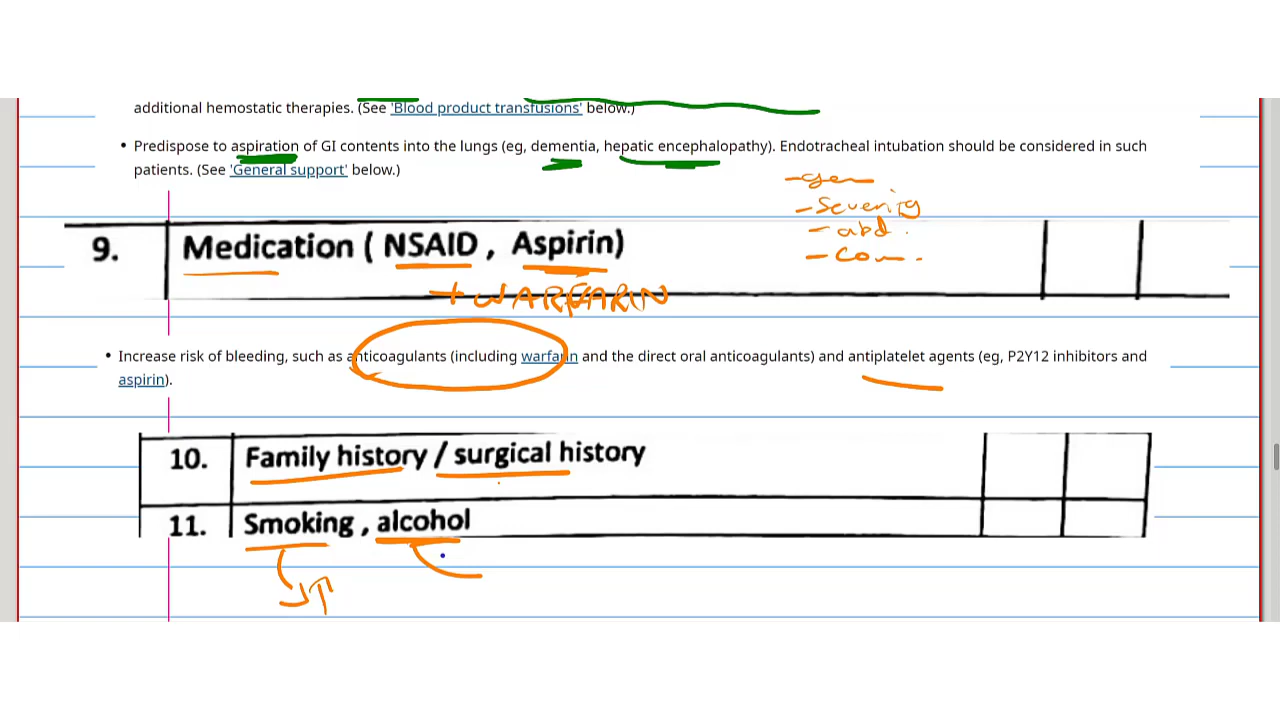 additional hemostatic therapies. (See 'Blood product transfusions' below.)
• Predispose to aspiration of GI contents into the lungs (eg, dementia, hepatic encephalopathy). Endotracheal intubation should be considered in such
patients. (See 'General support' below.)
- gen
- Severity
- abd.
- Com.
9. Medication ( NSAID , Aspirin)
+ WARFARIN
• Increase risk of bleeding, such as anticoagulants (including warfarin and the direct oral anticoagulants) and antiplatelet agents (eg, P2Y12 inhibitors and
aspirin).
10. Family history / surgical history
11. Smoking , alcohol